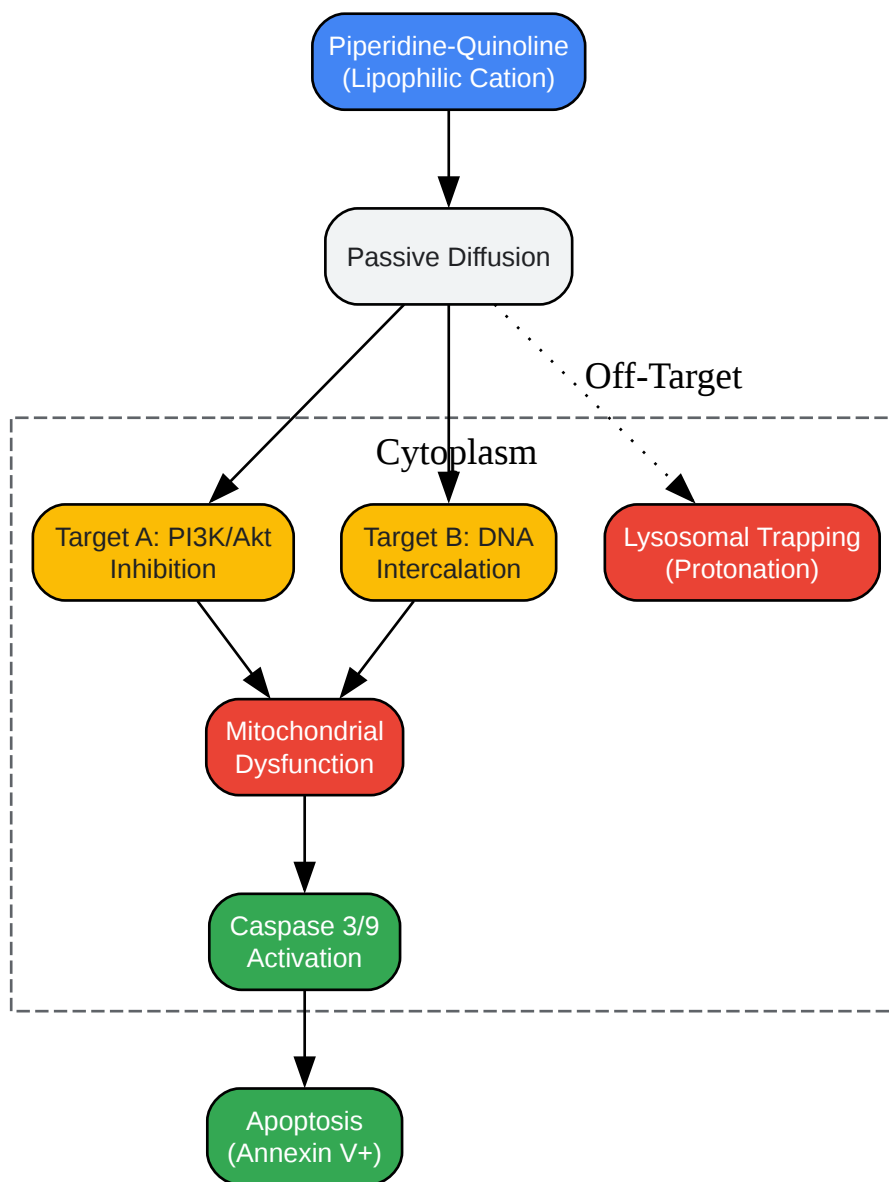 Piperidine-Quinoline
(Lipophilic Cation)
Passive Diffusion
Off-Target
Cytoplasm
Target A: PI3K/Akt
Inhibition
Target B: DNA
Intercalation
Lysosomal Trapping
(Protonation)
Mitochondrial
Dysfunction
Caspase 3/9
Activation
Apoptosis
(Annexin V+)